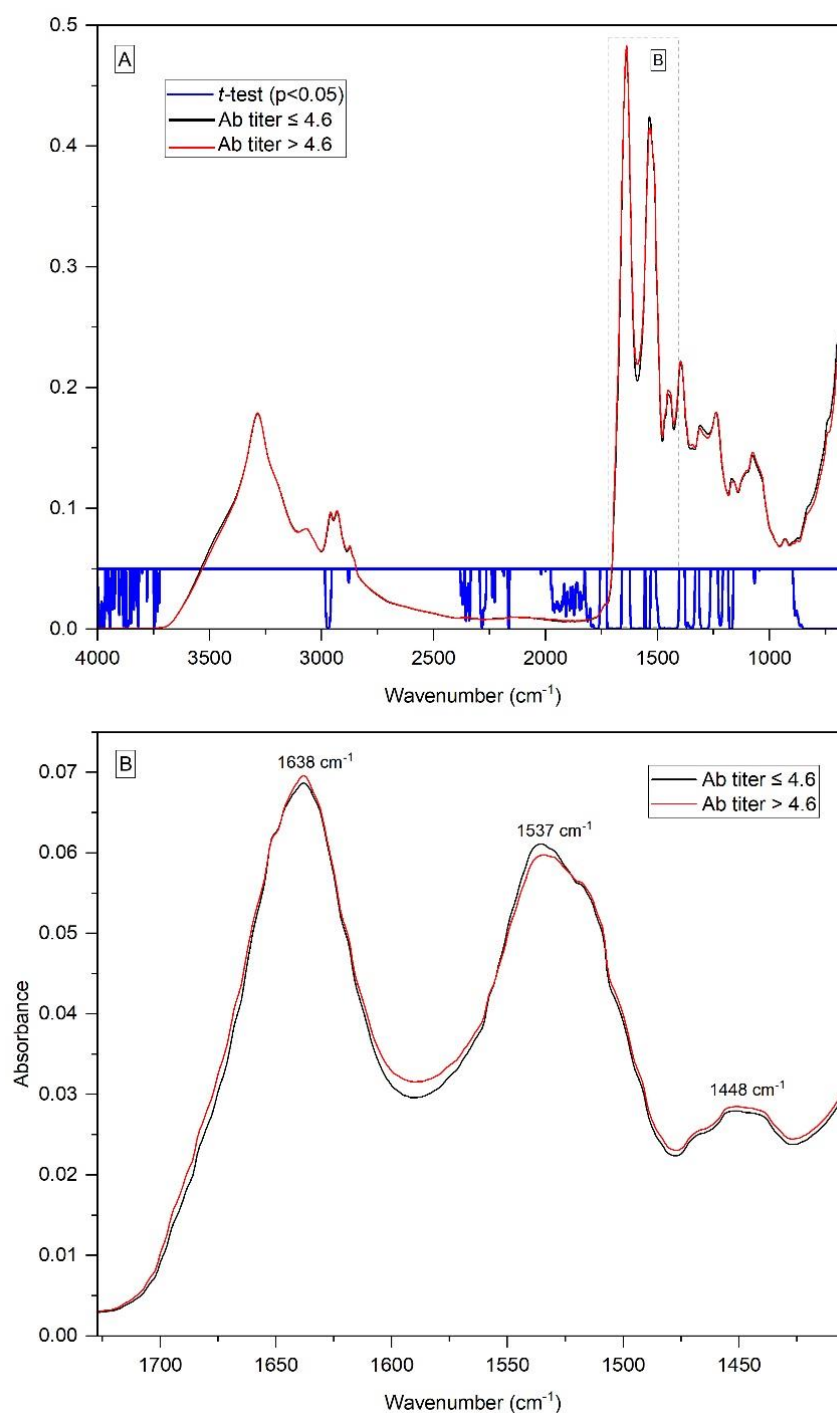 A
B
t-test (p<0.05)
Ab titer ≤ 4.6
Ab titer > 4.6
0.5
0.4
0.3
0.2
0.1
0.0
4000 3500 3000 2500 2000 1500 1000
Wavenumber (cm⁻¹)
B
1638 cm⁻¹
1537 cm⁻¹
1448 cm⁻¹
Ab titer ≤ 4.6
Ab titer > 4.6
0.07
0.06
0.05
0.04
0.03
0.02
0.01
0.00
Absorbance
1700 1650 1600 1550 1500 1450
Wavenumber (cm⁻¹)